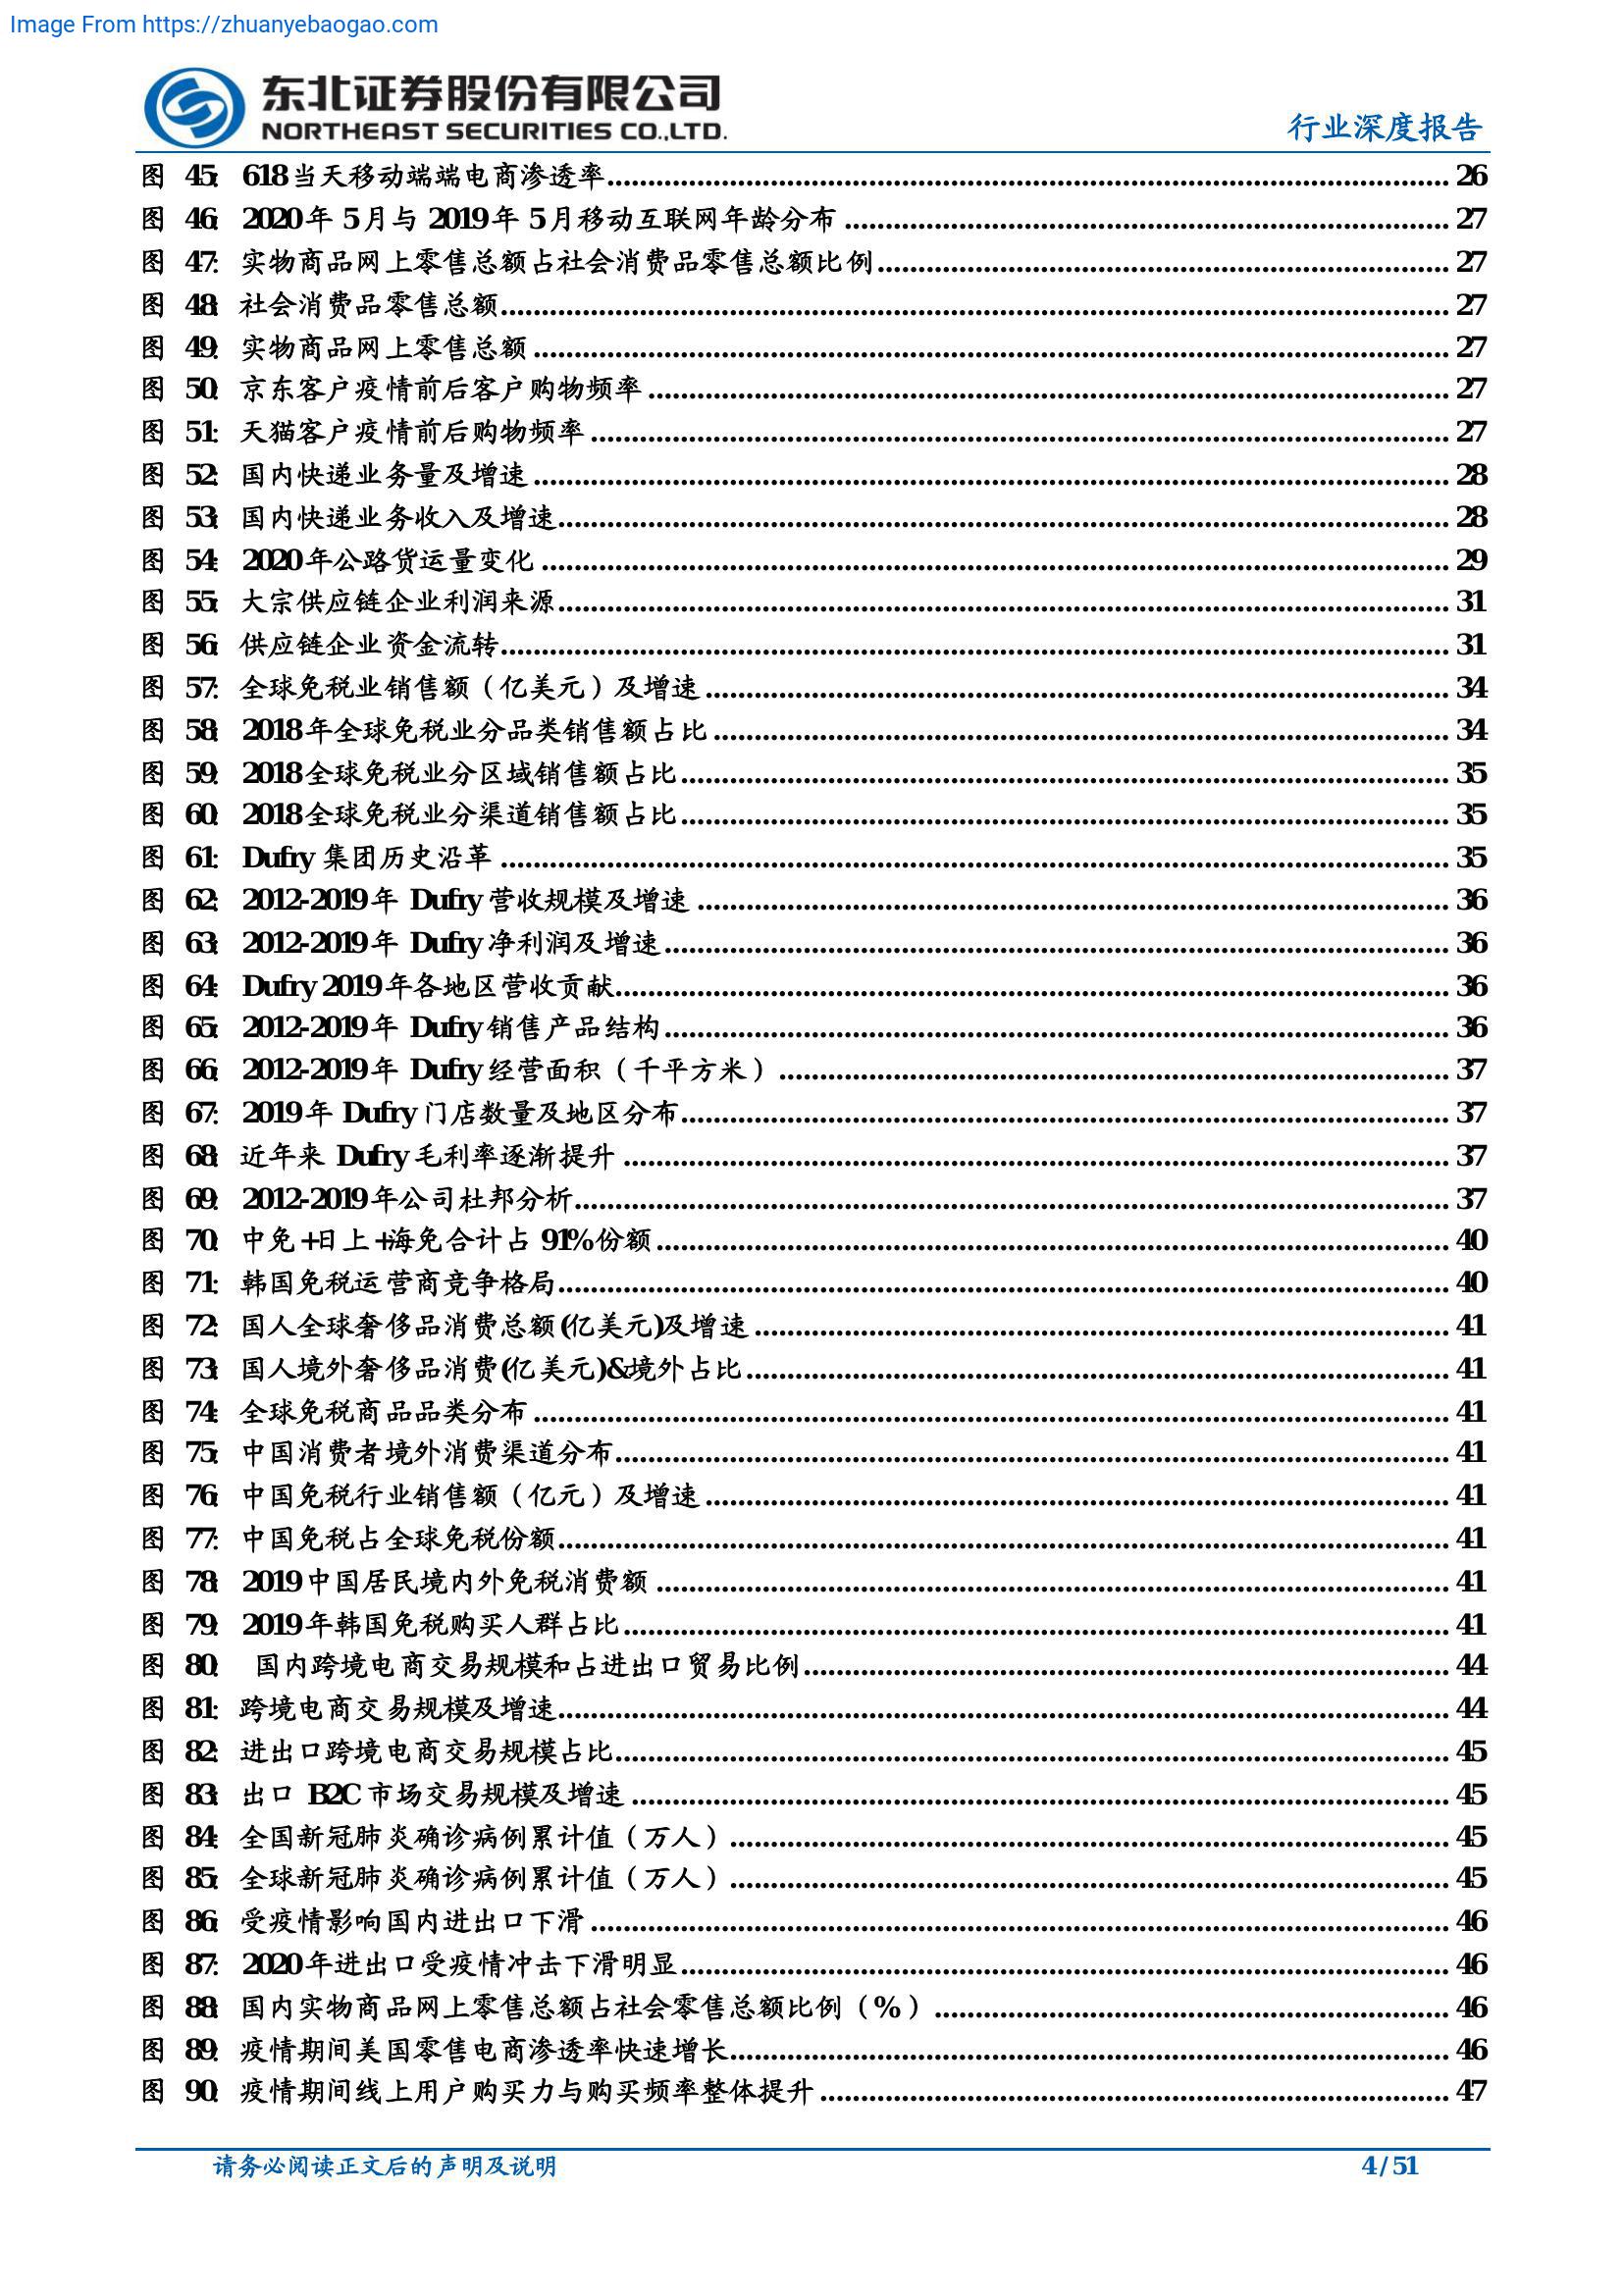 Image From https://zhuanyebaogao.com
东北证券股份有限公司
NORTHEAST SECURITIES CO.,LTD.
行业深度报告
图 45: 618当天移动端端电商渗透率 26
图 46: 2020年 5月与 2019年 5月移动互联网年龄分布 27
图 47: 实物商品网上零售总额占社会消费品零售总额比例 27
图 48: 社会消费品零售总额 27
图 49: 实物商品网上零售总额 27
图 50: 京东客户疫情前后客户购物频率 27
图 51: 天猫客户疫情前后购物频率 27
图 52: 国内快递业务量及增速 28
图 53: 国内快递业务收入及增速 28
图 54: 2020年公路货运量变化 29
图 55: 大宗供应链企业利润来源 31
图 56: 供应链企业资金流转 31
图 57: 全球免税业销售额（亿美元）及增速 34
图 58: 2018年全球免税业分品类销售额占比 34
图 59: 2018全球免税业分区域销售额占比 35
图 60: 2018全球免税业分渠道销售额占比 35
图 61: Dufry 集团历史沿革 35
图 62: 2012-2019年 Dufry营收规模及增速 36
图 63: 2012-2019年 Dufry净利润及增速 36
图 64: Dufry 2019年各地区营收贡献 36
图 65: 2012-2019年 Dufry销售产品结构 36
图 66: 2012-2019年 Dufry经营面积（千平方米） 37
图 67: 2019年 Dufry门店数量及地区分布 37
图 68: 近年来 Dufry毛利率逐渐提升 37
图 69: 2012-2019年公司杜邦分析 37
图 70: 中免+日上+海免合计占 91%份额 40
图 71: 韩国免税运营商竞争格局 40
图 72: 国人全球奢侈品消费总额(亿美元)及增速 41
图 73: 国人境外奢侈品消费(亿美元)&境外占比 41
图 74: 全球免税商品品类分布 41
图 75: 中国消费者境外消费渠道分布 41
图 76: 中国免税行业销售额（亿元）及增速 41
图 77: 中国免税占全球免税份额 41
图 78: 2019中国居民境内外免税消费额 41
图 79: 2019年韩国免税购买人群占比 41
图 80: 国内跨境电商交易规模和占进出口贸易比例 44
图 81: 跨境电商交易规模及增速 44
图 82: 进出口跨境电商交易规模占比 45
图 83: 出口 B2C 市场交易规模及增速 45
图 84: 全国新冠肺炎确诊病例累计值（万人） 45
图 85: 全球新冠肺炎确诊病例累计值（万人） 45
图 86: 受疫情影响国内进出口下滑 46
图 87: 2020年进出口受疫情冲击下滑明显 46
图 88: 国内实物商品网上零售总额占社会零售总额比例（%） 46
图 89: 疫情期间美国零售电商渗透率快速增长 46
图 90: 疫情期间线上用户购买力与购买频率整体提升 47
请务必阅读正文后的声明及说明 4 / 51